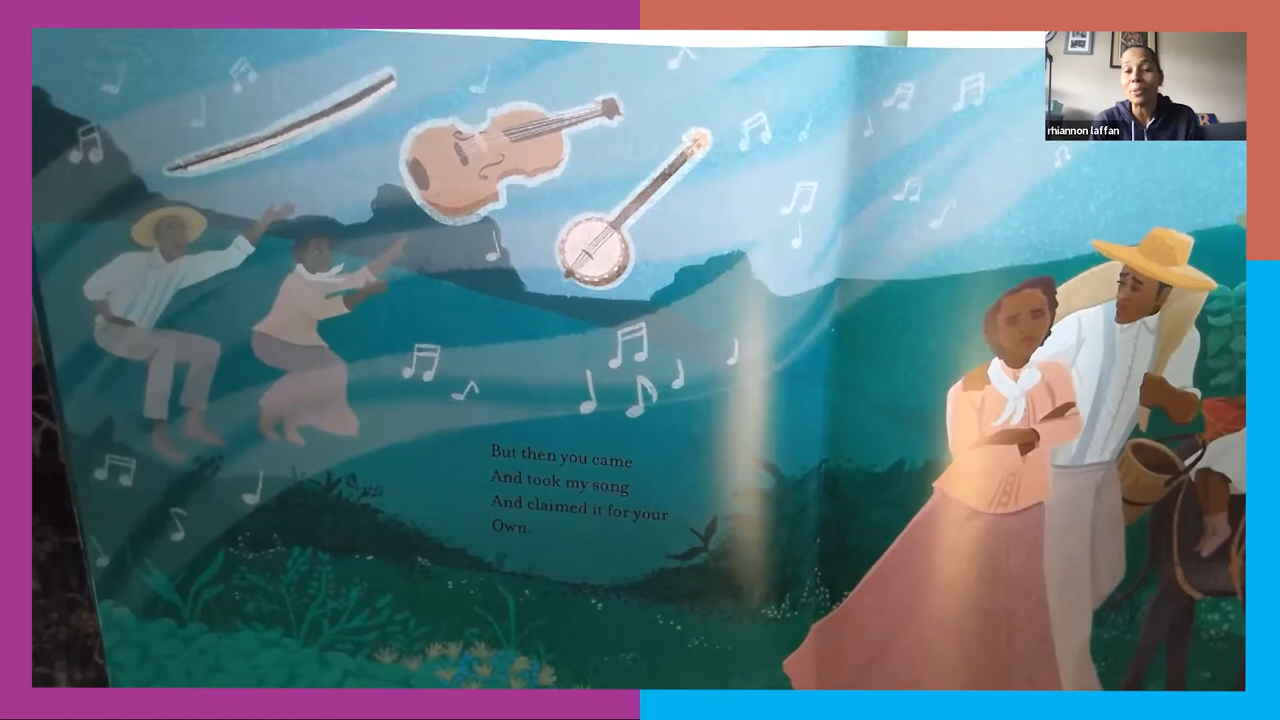 rhiannon laffan
But then you came
And took my song
And claimed it for your
Own.